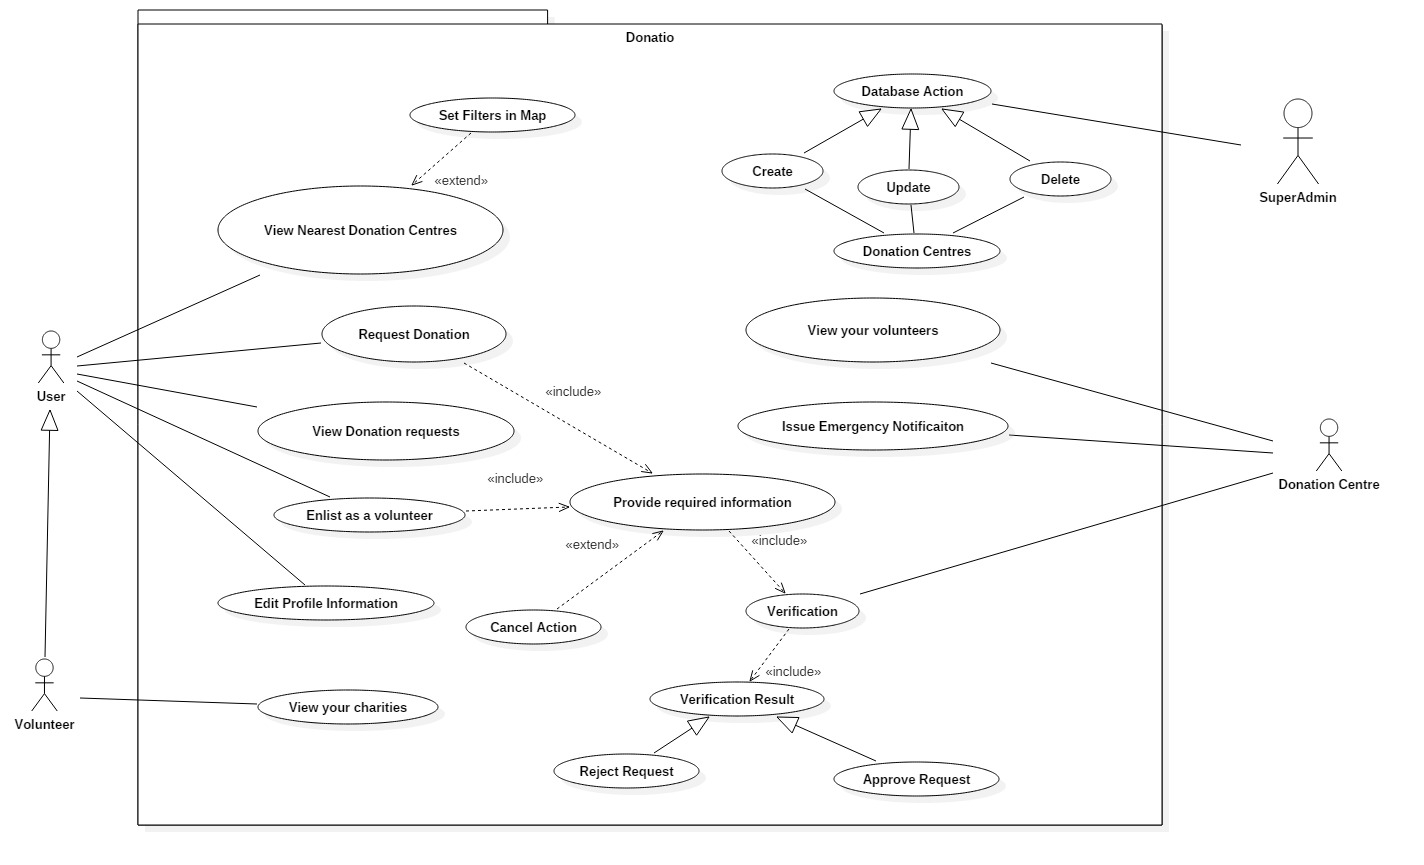 Donatio
Database Action
Set Filters in Map
«extend»
Create
Update
Delete
SuperAdmin
View Nearest Donation Centres
Donation Centres
Request Donation
View your volunteers
User
«include»
View Donation requests
Issue Emergency Notificaiton
«include»
Donation Centre
Enlist as a volunteer
Provide required information
«extend»
«include»
Edit Profile Information
Cancel Action
Verification
«include»
Volunteer
View your charities
Verification Result
Reject Request
Approve Request